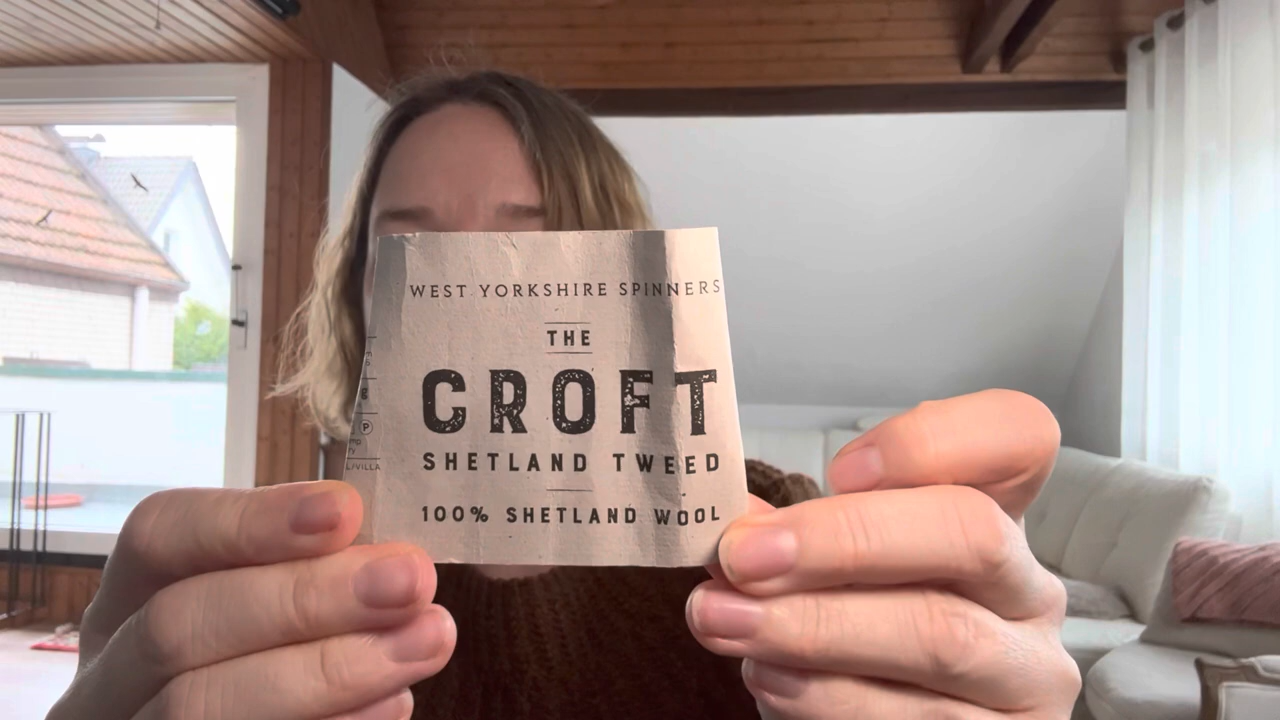 WEST YORKSHIRE SPINNERS
THE
CROFT
SHETLAND TWEED
100% SHETLAND WOOL
P